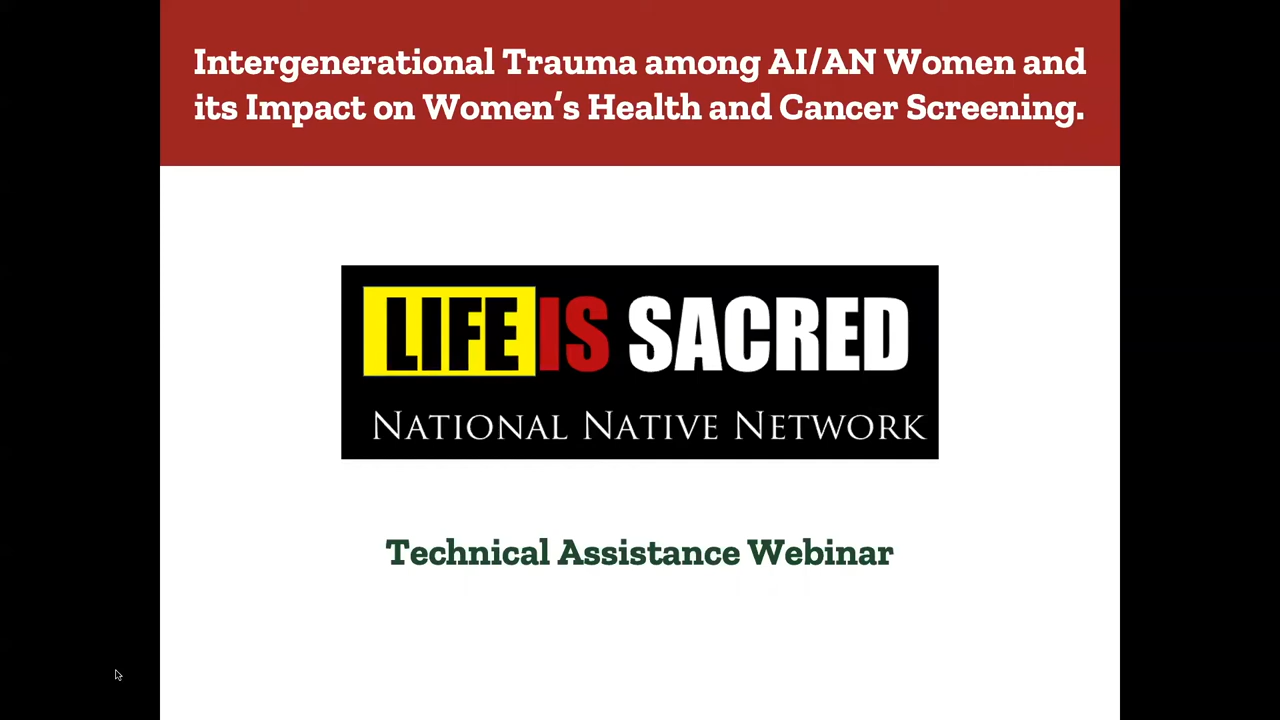 Intergenerational Trauma among AI/AN Women and
its Impact on Women's Health and Cancer Screening.
LIFE IS SACRED
NATIONAL NATIVE NETWORK
Technical Assistance Webinar